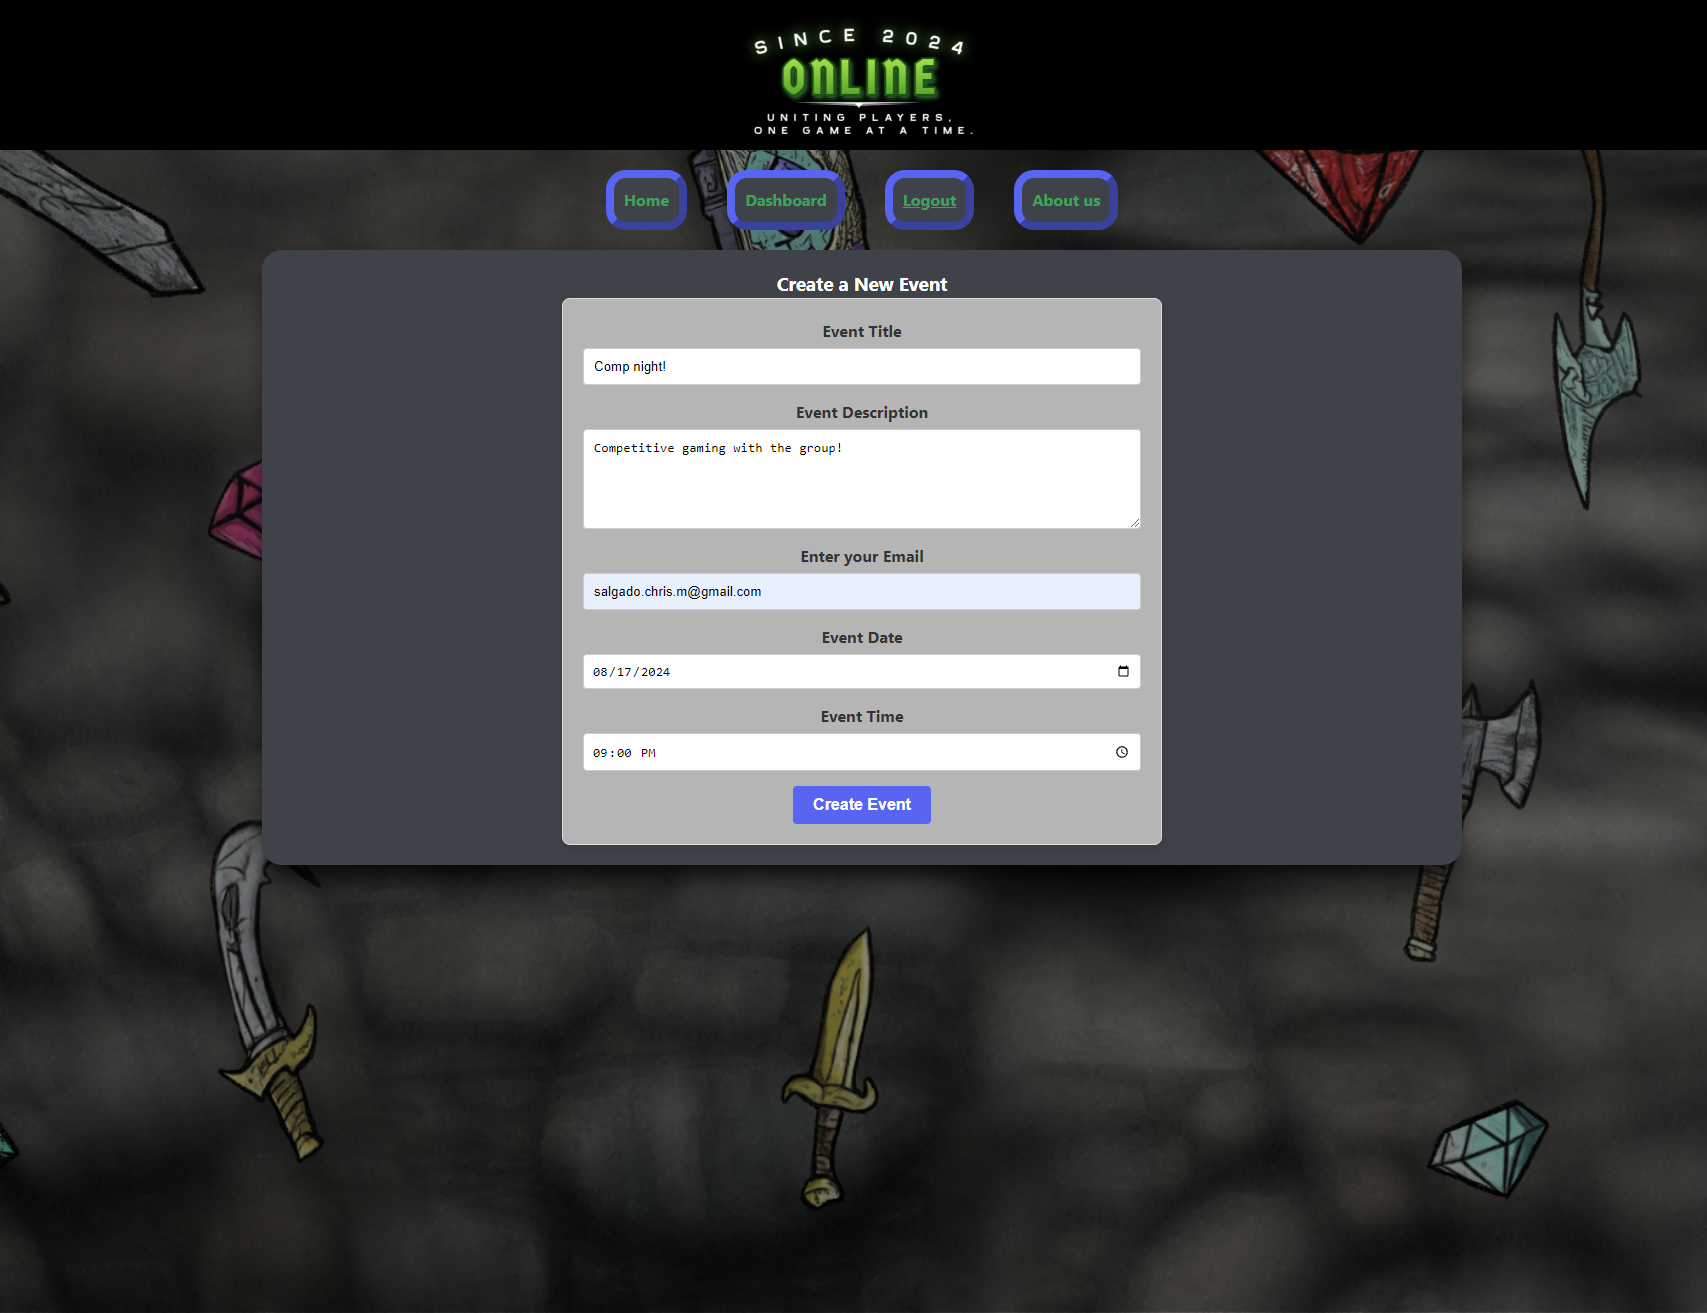 SINCE 2024
ONLINE
UNITING PLAYERS,
ONE GAME AT A TIME.
Home
Dashboard
Logout
About us
Create a New Event
Event Title
Comp night!
Event Description
Competitive gaming with the group!
Enter your Email
salgado.chris.m@gmail.com
Event Date
08/17/2024
Event Time
09:00 PM
Create Event